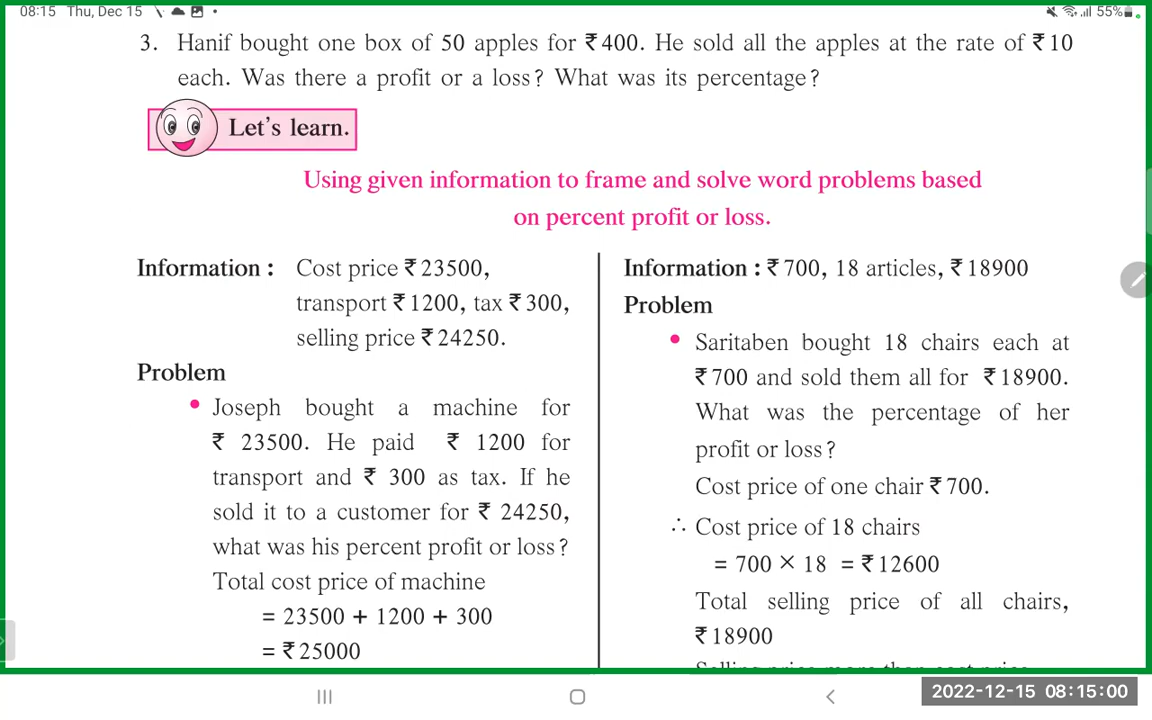 08:15 Thu, Dec 15
55%
3. Hanif bought one box of 50 apples for ₹400. He sold all the apples at the rate of ₹10
each. Was there a profit or a loss? What was its percentage?
Let's learn.
Using given information to frame and solve word problems based
on percent profit or loss.
Information : Cost price ₹23500,
transport ₹1200, tax ₹300,
selling price ₹24250.
Problem
• Joseph bought a machine for
₹ 23500. He paid ₹ 1200 for
transport and ₹ 300 as tax. If he
sold it to a customer for ₹ 24250,
what was his percent profit or loss?
Total cost price of machine
= 23500 + 1200 + 300
= ₹25000
Information : ₹700, 18 articles, ₹18900
Problem
• Saritaben bought 18 chairs each at
₹700 and sold them all for ₹18900.
What was the percentage of her
profit or loss?
Cost price of one chair ₹700.
∴ Cost price of 18 chairs
= 700 × 18 = ₹12600
Total selling price of all chairs,
₹18900
Selling price more than cost price
2022-12-15 08:15:00